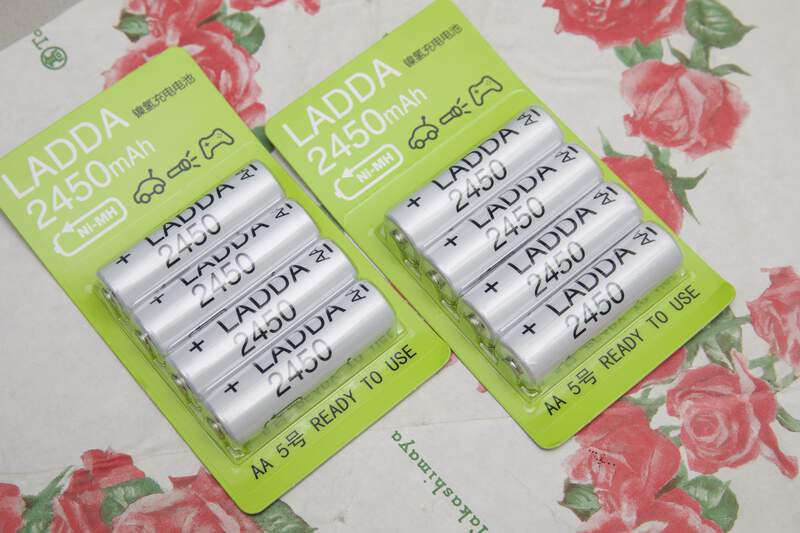 LADDA
镍氢充电电池
2450mAh
Ni-MH
+ LADDA
2450
+ LADDA
2450
+ LADDA
2450
+ LADDA
2450
AA 5号 READY TO USE
LADDA
镍氢充电电池
2450mAh
Ni-MH
+ LADDA
2450
+ LADDA
2450
+ LADDA
2450
+ LADDA
2450
AA 5号 READY TO USE
Takashimaya